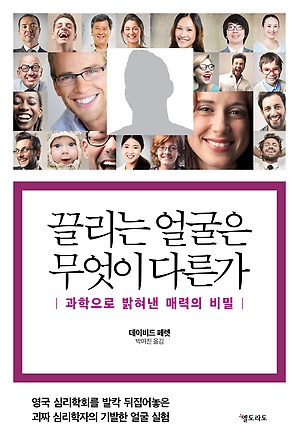 끌리는 얼굴은
무엇이 다른가
| 과학으로 밝혀낸 매력의 비밀 |
데이비드 페렛
박여진 옮김
영국 심리학회를 발칵 뒤집어놓은
괴짜 심리학자의 기발한 얼굴 실험
엘도라도